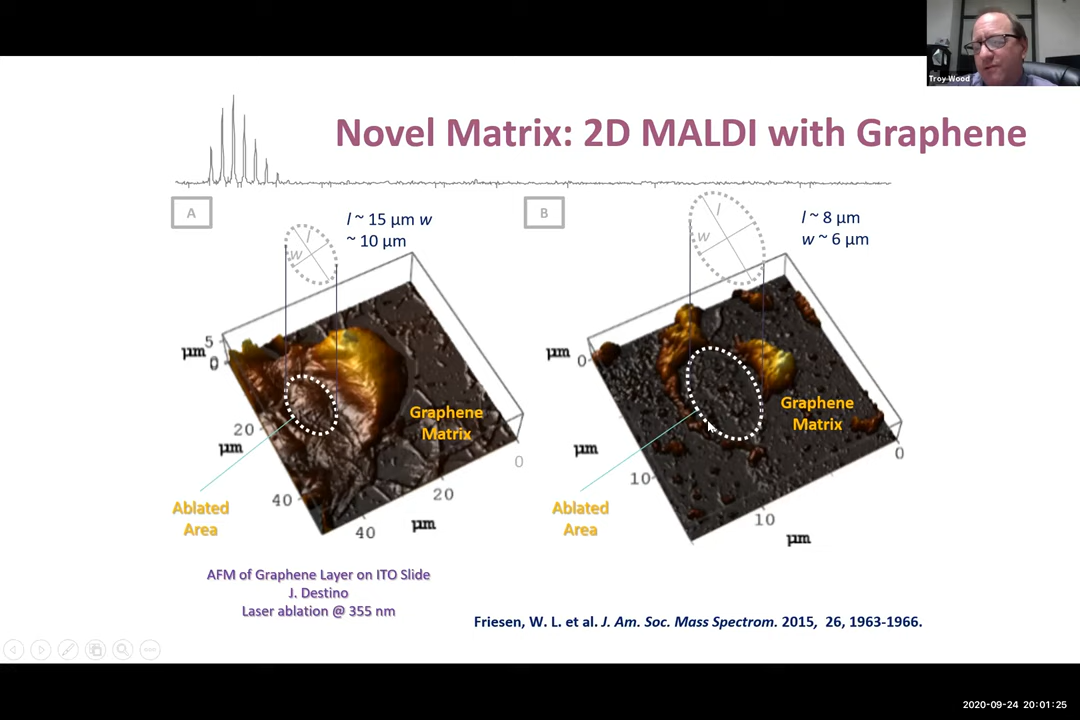 Troy Wood
Novel Matrix: 2D MALDI with Graphene
A
l ~ 15 µm w
~ 10 µm
l
w
5
µm
0
20
µm
40
40
µm
20
0
Graphene
Matrix
Ablated
Area
B
l ~ 8 µm
w ~ 6 µm
l
w
µm
0
µm
10
10
µm
0
Graphene
Matrix
Ablated
Area
AFM of Graphene Layer on ITO Slide
J. Destino
Laser ablation @ 355 nm
Friesen, W. L. et al. J. Am. Soc. Mass Spectrom. 2015, 26, 1963-1966.
2020-09-24 20:01:25